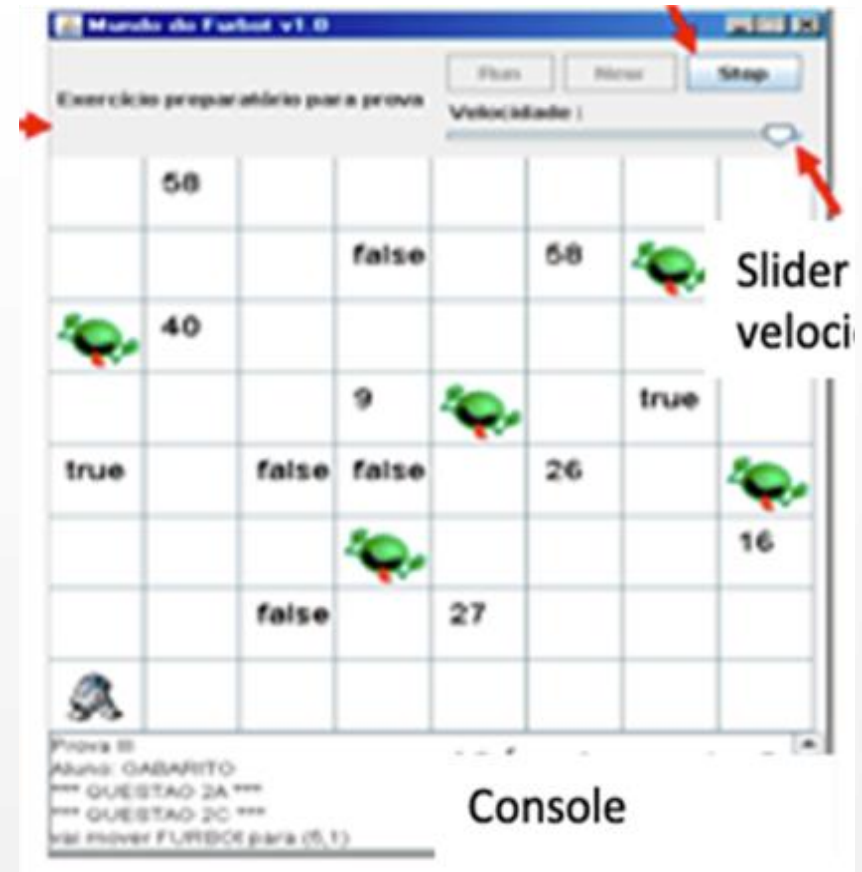 Mundo do Furbot v1.0
Run New Stop
Exercício preparatório para prova
Velocidade :
58
false 58
Slider
40
veloci
9 true
true false false 26
16
false 27
Prova III
Aluno: GABARITO
*** QUESTAO 2A ***
*** QUESTAO 2C ***
Console
vai mover FURBOt para (6,1)